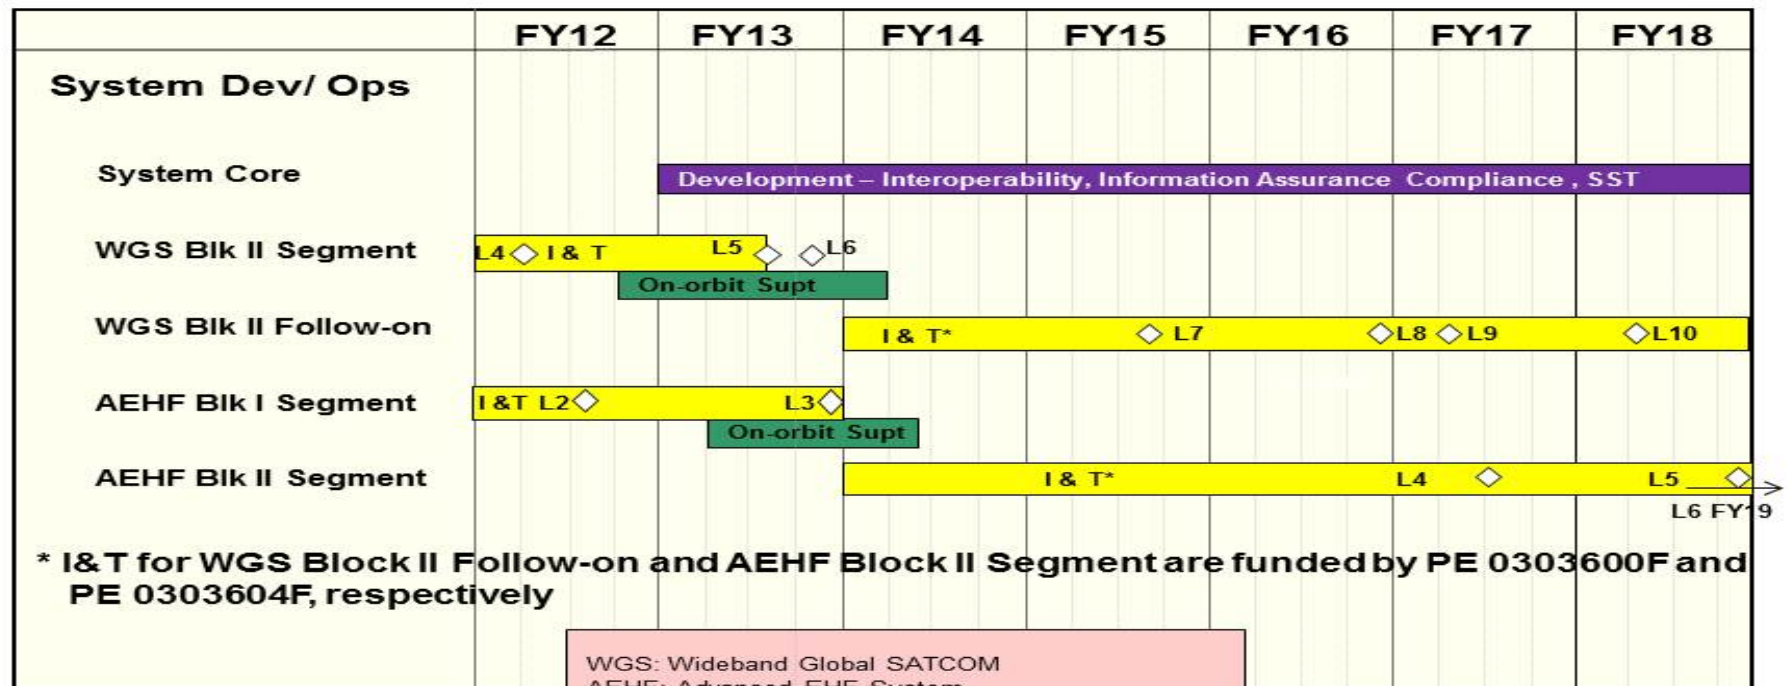 FY12 FY13 FY14 FY15 FY16 FY17 FY18
System Dev/ Ops
System Core
Development – Interoperability, Information Assurance Compliance , SST
WGS Blk II Segment
L4 I & T L5 L6
On-orbit Supt
WGS Blk II Follow-on
I & T* L7 L8 L9 L10
AEHF Blk I Segment
I &T L2 L3
On-orbit Supt
AEHF Blk II Segment
I & T* L4 L5
L6 FY19
* I&T for WGS Block II Follow-on and AEHF Block II Segment are funded by PE 0303600F and
PE 0303604F, respectively
WGS: Wideband Global SATCOM
AEHF: Advanced EHF System